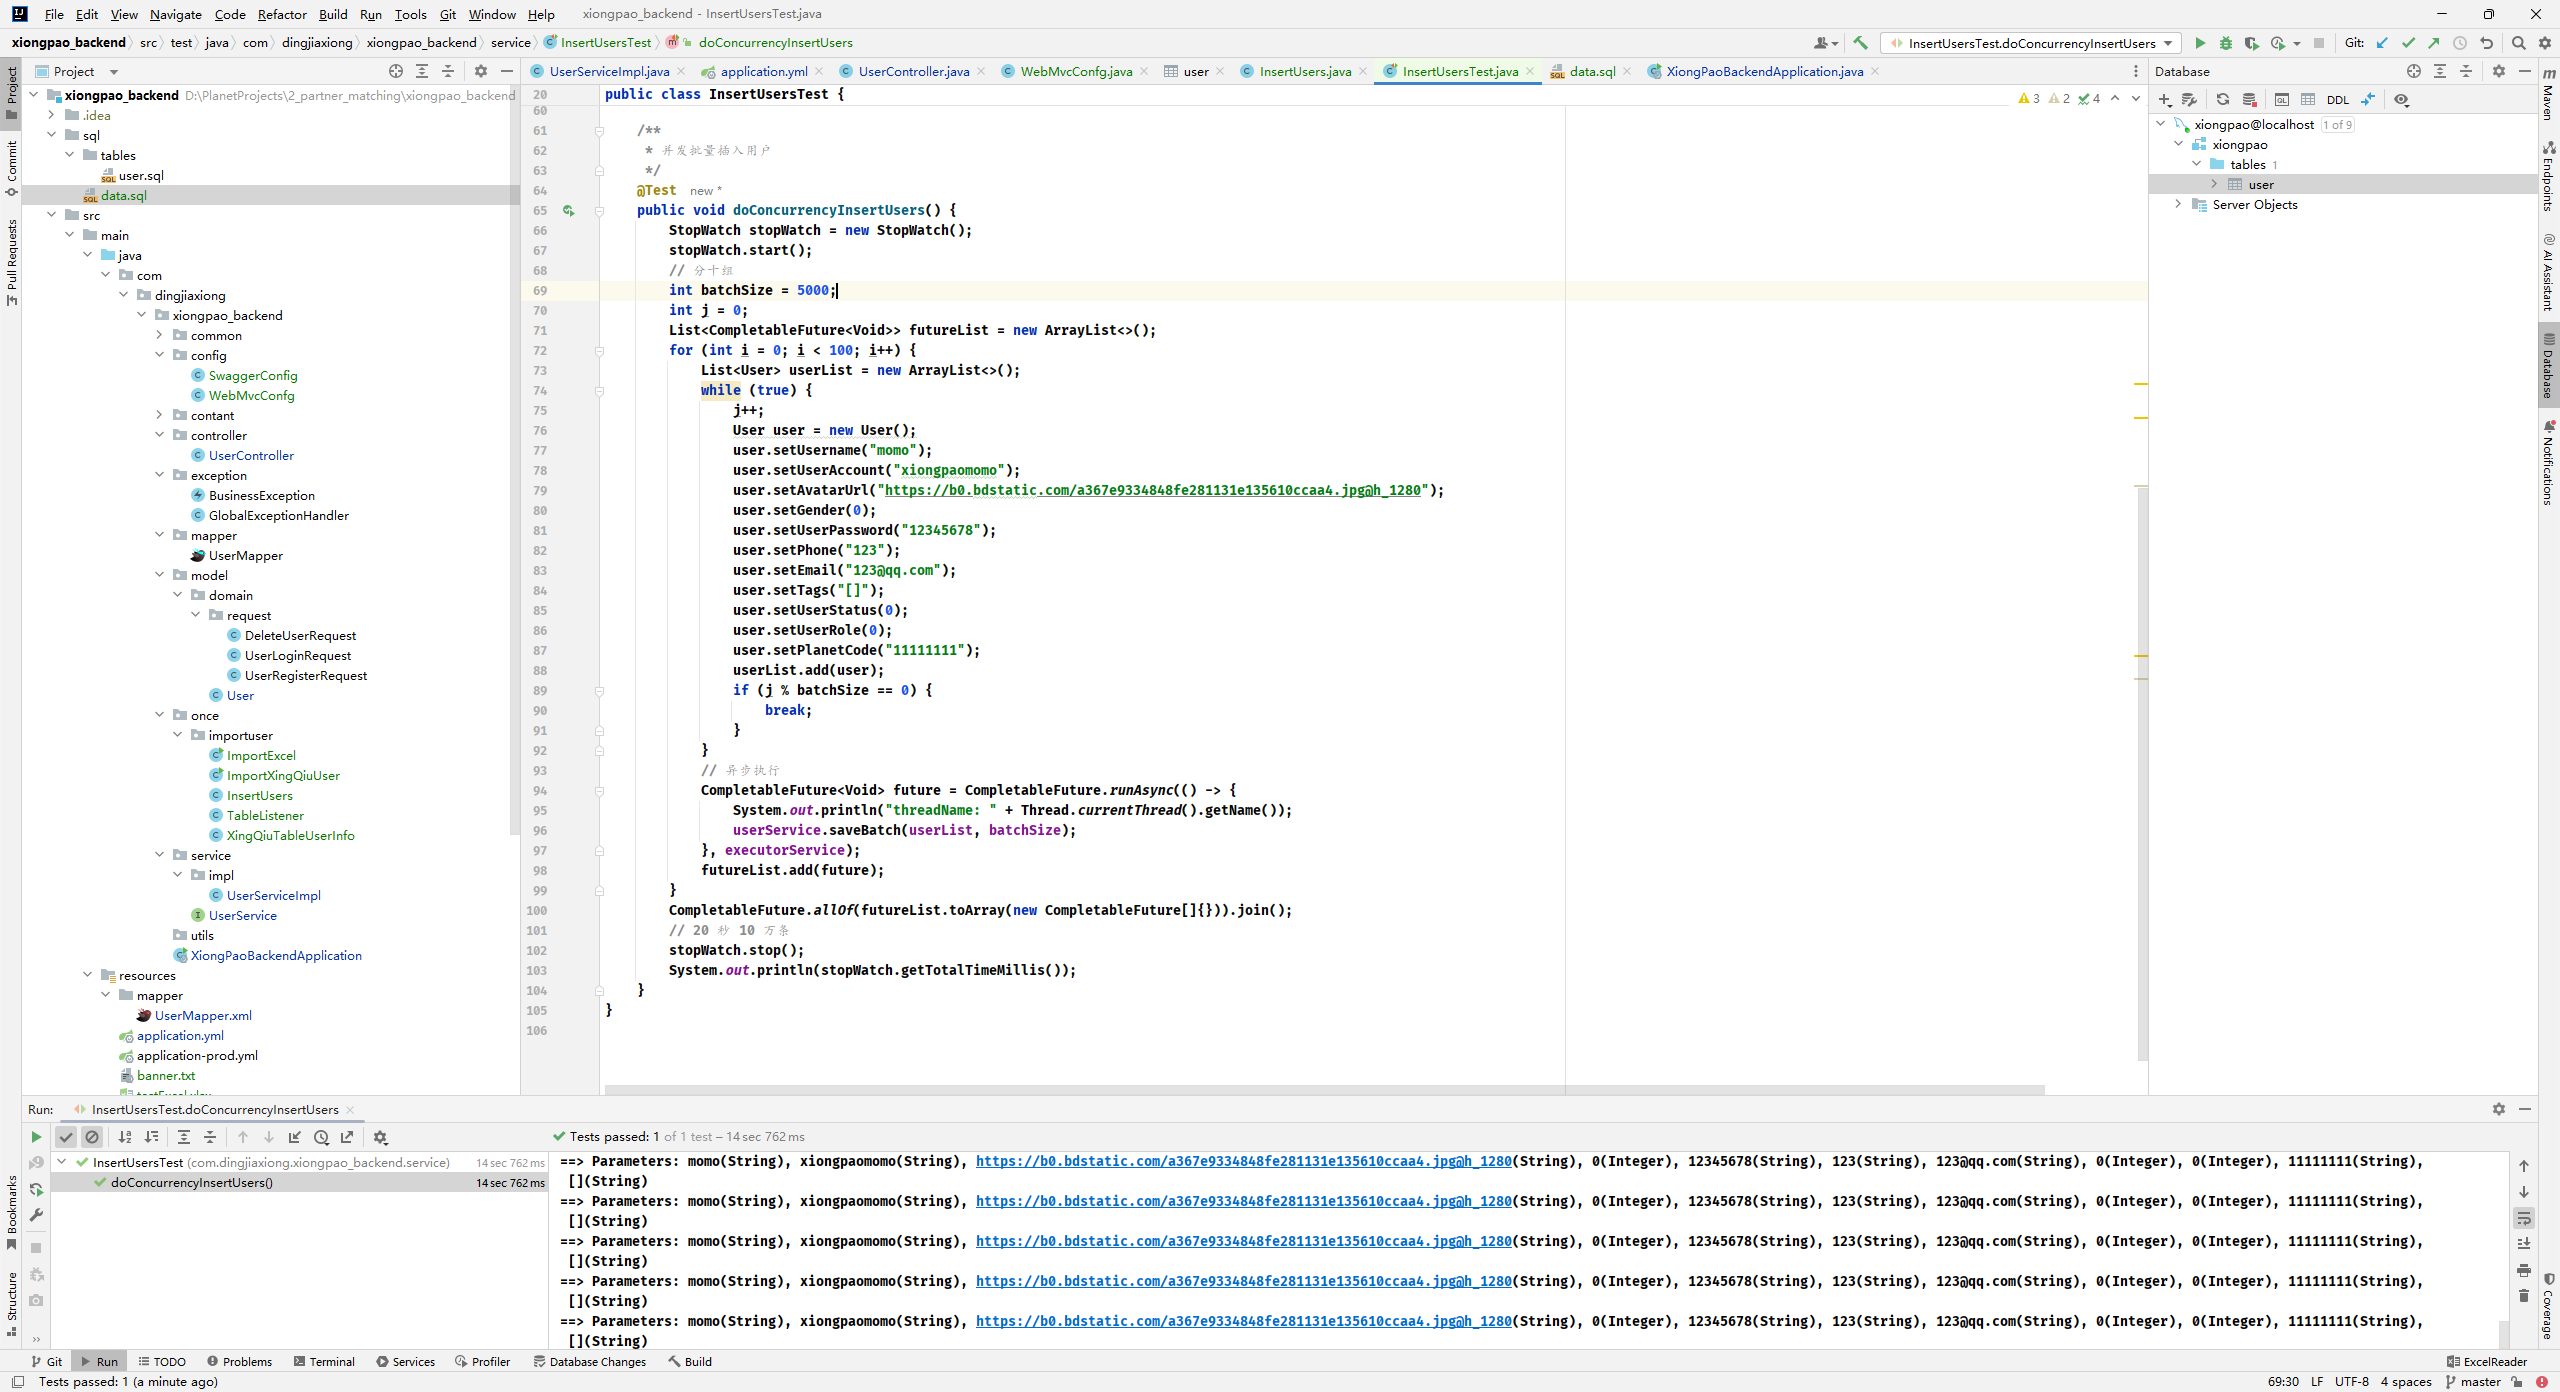 File Edit View Navigate Code Refactor Build Run Tools Git Window Help xiongpao_backend - InsertUsersTest.java
xiongpao_backend src test java com dingjiaxiong xiongpao_backend service InsertUsersTest doConcurrencyInsertUsers
InsertUsersTest.doConcurrencyInsertUsers Git:
Project
UserServiceImpl.java application.yml UserController.java WebMvcConfg.java user InsertUsers.java InsertUsersTest.java data.sql XiongPaoBackendApplication.java
Database
xiongpao_backend D:\PlanetProjects\2_partner_matching\xiongpao_backend
.idea
sql
tables
user.sql
data.sql
src
main
java
com
dingjiaxiong
xiongpao_backend
common
config
SwaggerConfig
WebMvcConfg
contant
controller
UserController
exception
BusinessException
GlobalExceptionHandler
mapper
UserMapper
model
domain
request
DeleteUserRequest
UserLoginRequest
UserRegisterRequest
User
once
importuser
ImportExcel
ImportXingQiuUser
InsertUsers
TableListener
XingQiuTableUserInfo
service
impl
UserServiceImpl
UserService
utils
XiongPaoBackendApplication
resources
mapper
UserMapper.xml
application.yml
application-prod.yml
banner.txt
20 public class InsertUsersTest {
3 2 4
60
61 /**
62 * 并发批量插入用户
63 */
64 @Test new *
65 public void doConcurrencyInsertUsers() {
66 StopWatch stopWatch = new StopWatch();
67 stopWatch.start();
68 // 分十组
69 int batchSize = 5000;
70 int j = 0;
71 List<CompletableFuture<Void>> futureList = new ArrayList<>();
72 for (int i = 0; i < 100; i++) {
73 List<User> userList = new ArrayList<>();
74 while (true) {
75 j++;
76 User user = new User();
77 user.setUsername("momo");
78 user.setUserAccount("xiongpaomomo");
79 user.setAvatarUrl("https://b0.bdstatic.com/a367e9334848fe281131e135610ccaa4.jpg@h_1280");
80 user.setGender(0);
81 user.setUserPassword("12345678");
82 user.setPhone("123");
83 user.setEmail("123@qq.com");
84 user.setTags("[]");
85 user.setUserStatus(0);
86 user.setUserRole(0);
87 user.setPlanetCode("11111111");
88 userList.add(user);
89 if (j % batchSize == 0) {
90 break;
91 }
92 }
93 // 异步执行
94 CompletableFuture<Void> future = CompletableFuture.runAsync(() -> {
95 System.out.println("threadName: " + Thread.currentThread().getName());
96 userService.saveBatch(userList, batchSize);
97 }, executorService);
98 futureList.add(future);
99 }
100 CompletableFuture.allOf(futureList.toArray(new CompletableFuture[]{})).join();
101 // 20 秒 10 万条
102 stopWatch.stop();
103 System.out.println(stopWatch.getTotalTimeMillis());
104 }
105 }
106
DDL
xiongpao@localhost 1 of 9
xiongpao
tables 1
user
Server Objects
Project
Commit
Pull Requests
Bookmarks
Structure
Maven
Endpoints
AI Assistant
Database
Notifications
Coverage
Run: InsertUsersTest.doConcurrencyInsertUsers
Tests passed: 1 of 1 test – 14 sec 762 ms
InsertUsersTest (com.dingjiaxiong.xiongpao_backend.service) 14 sec 762 ms
doConcurrencyInsertUsers() 14 sec 762 ms
==> Parameters: momo(String), xiongpaomomo(String), https://b0.bdstatic.com/a367e9334848fe281131e135610ccaa4.jpg@h_1280(String), 0(Integer), 12345678(String), 123(String), 123@qq.com(String), 0(Integer), 0(Integer), 11111111(String),
[](String)
==> Parameters: momo(String), xiongpaomomo(String), https://b0.bdstatic.com/a367e9334848fe281131e135610ccaa4.jpg@h_1280(String), 0(Integer), 12345678(String), 123(String), 123@qq.com(String), 0(Integer), 0(Integer), 11111111(String),
[](String)
==> Parameters: momo(String), xiongpaomomo(String), https://b0.bdstatic.com/a367e9334848fe281131e135610ccaa4.jpg@h_1280(String), 0(Integer), 12345678(String), 123(String), 123@qq.com(String), 0(Integer), 0(Integer), 11111111(String),
[](String)
==> Parameters: momo(String), xiongpaomomo(String), https://b0.bdstatic.com/a367e9334848fe281131e135610ccaa4.jpg@h_1280(String), 0(Integer), 12345678(String), 123(String), 123@qq.com(String), 0(Integer), 0(Integer), 11111111(String),
[](String)
==> Parameters: momo(String), xiongpaomomo(String), https://b0.bdstatic.com/a367e9334848fe281131e135610ccaa4.jpg@h_1280(String), 0(Integer), 12345678(String), 123(String), 123@qq.com(String), 0(Integer), 0(Integer), 11111111(String),
[](String)
Git Run TODO Problems Terminal Services Profiler Database Changes Build ExcelReader
Tests passed: 1 (a minute ago) 69:30 LF UTF-8 4 spaces master